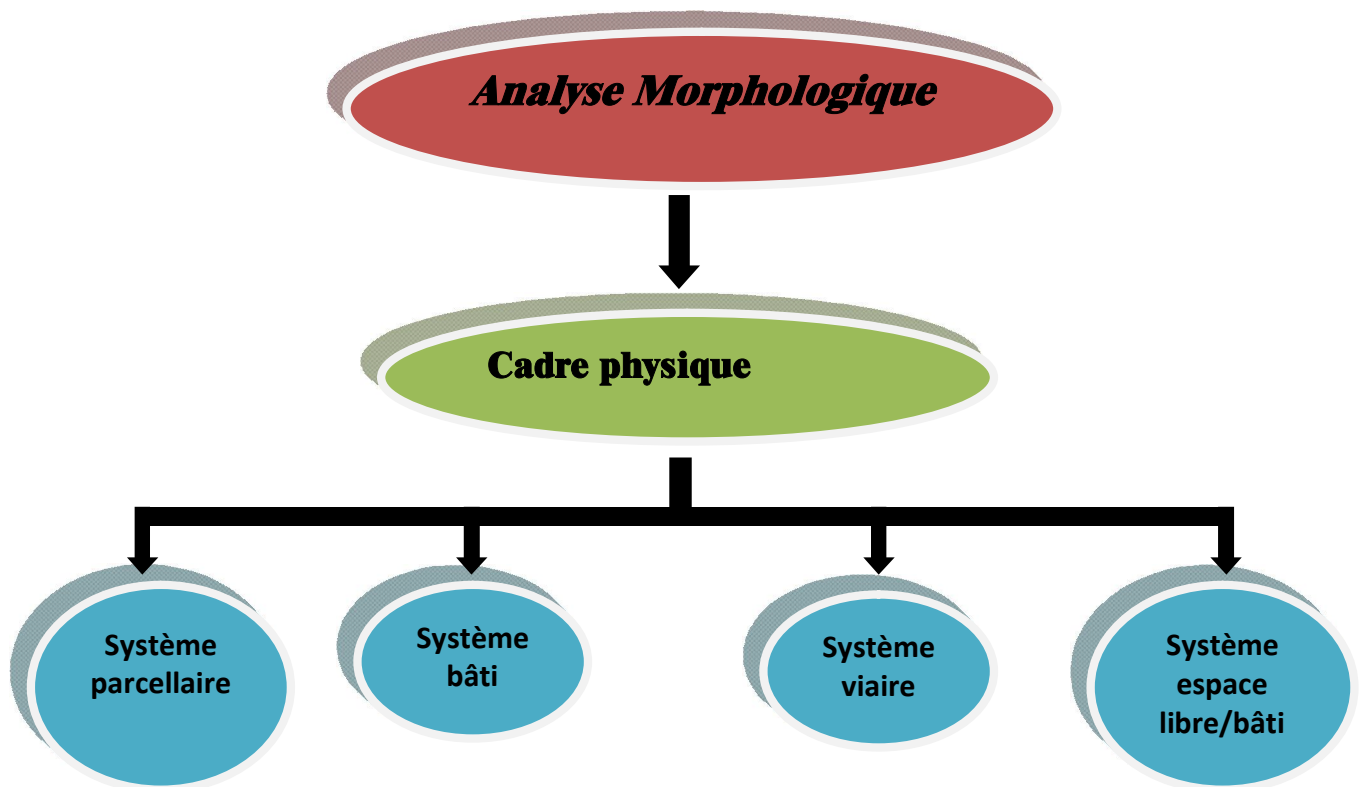 Analyse Morphologique
Cadre physique
Système
parcellaire
Système
bâti
Système
viaire
Système
espace
libre/bâti